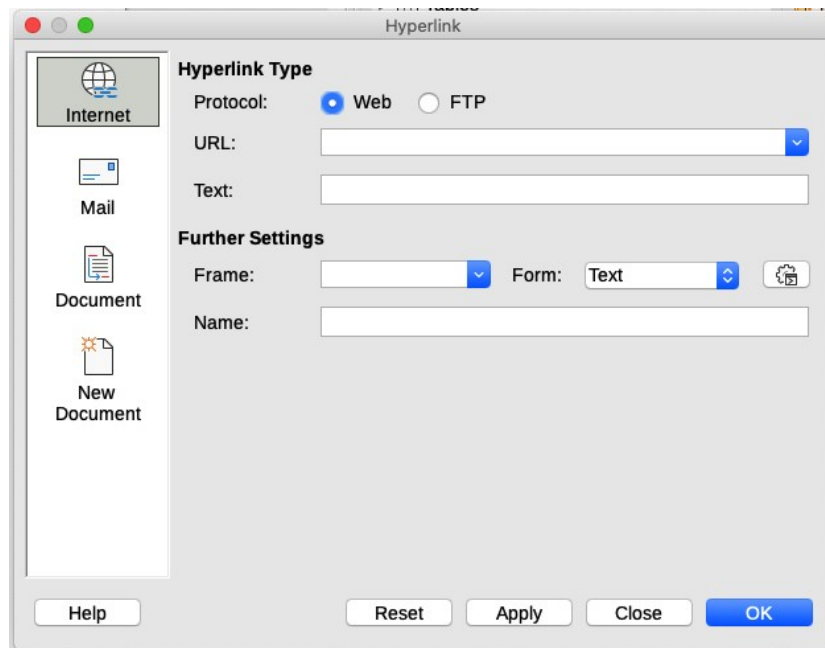 Hyperlink
Internet
Mail
Document
New
Document
Hyperlink Type
Protocol: Web FTP
URL:
Text:
Further Settings
Frame: Form: Text
Name:
Help Reset Apply Close OK